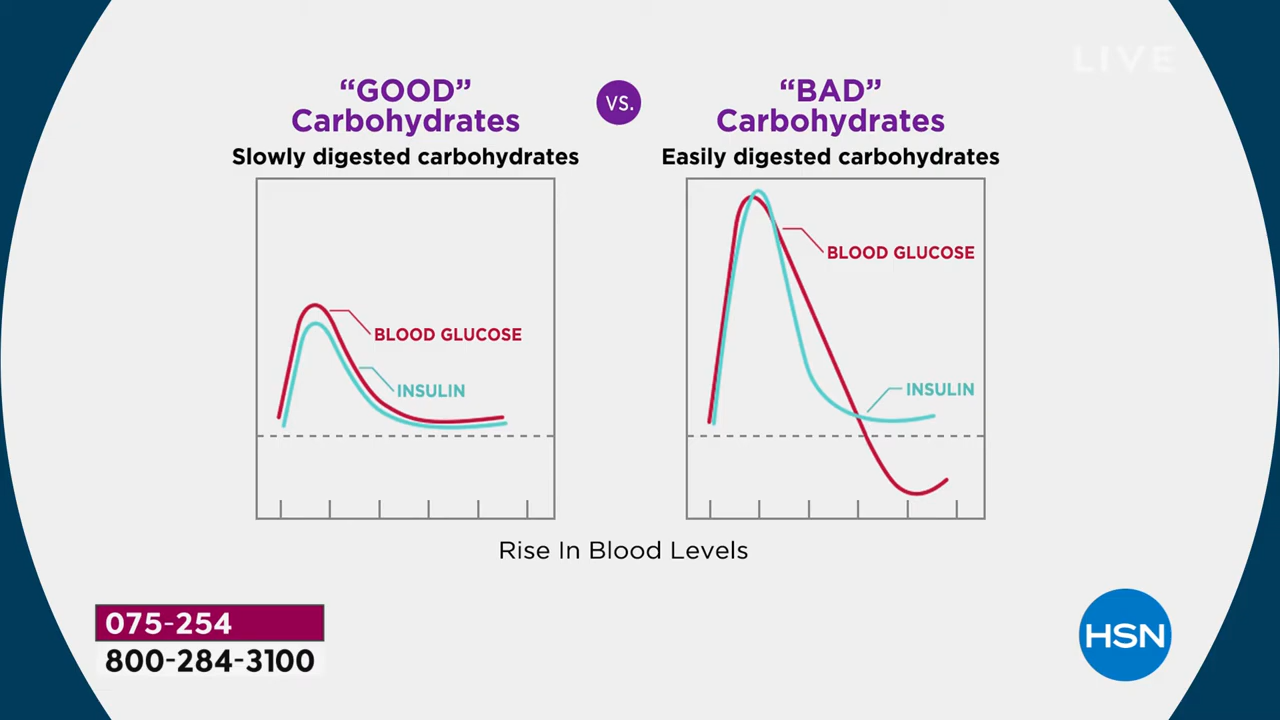 LIVE
“GOOD”
Carbohydrates
Slowly digested carbohydrates
VS.
“BAD”
Carbohydrates
Easily digested carbohydrates
BLOOD GLUCOSE
INSULIN
BLOOD GLUCOSE
INSULIN
Rise In Blood Levels
075-254
800-284-3100
HSN